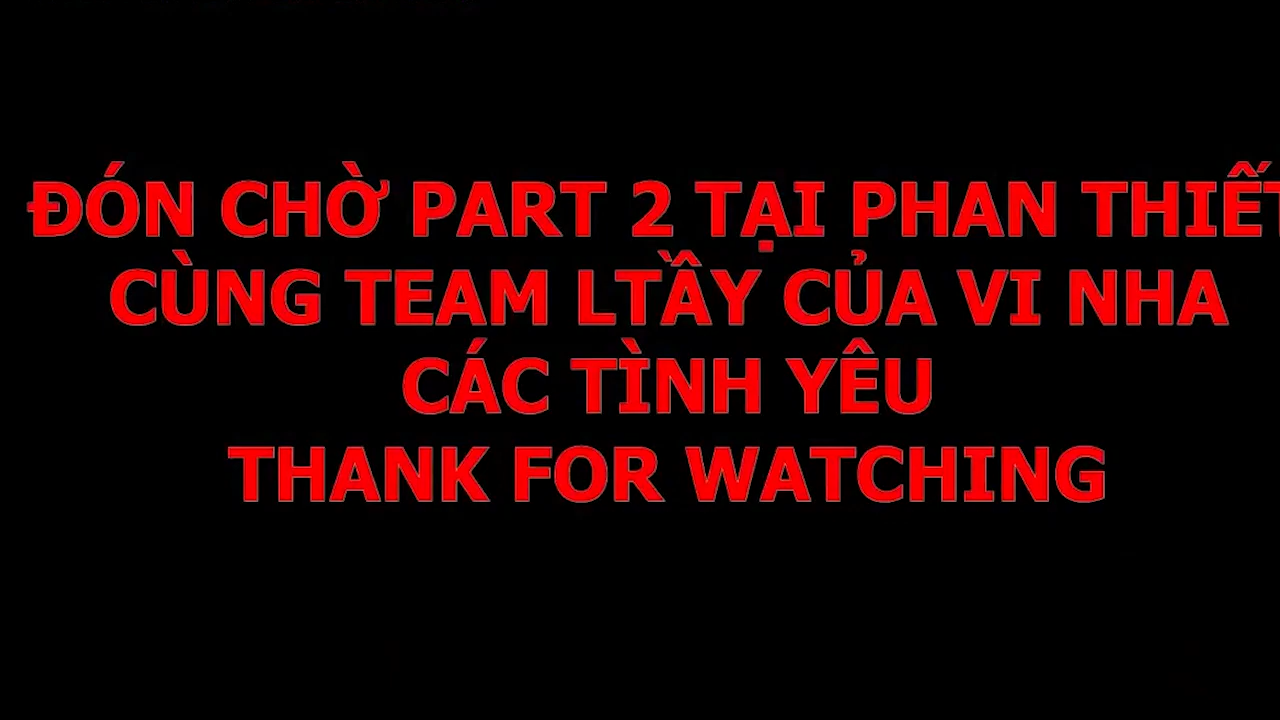 ĐÓN CHỜ PART 2 TẠI PHAN THIẾT
CÙNG TEAM LTẦY CỦA VI NHA
CÁC TÌNH YÊU
THANK FOR WATCHING